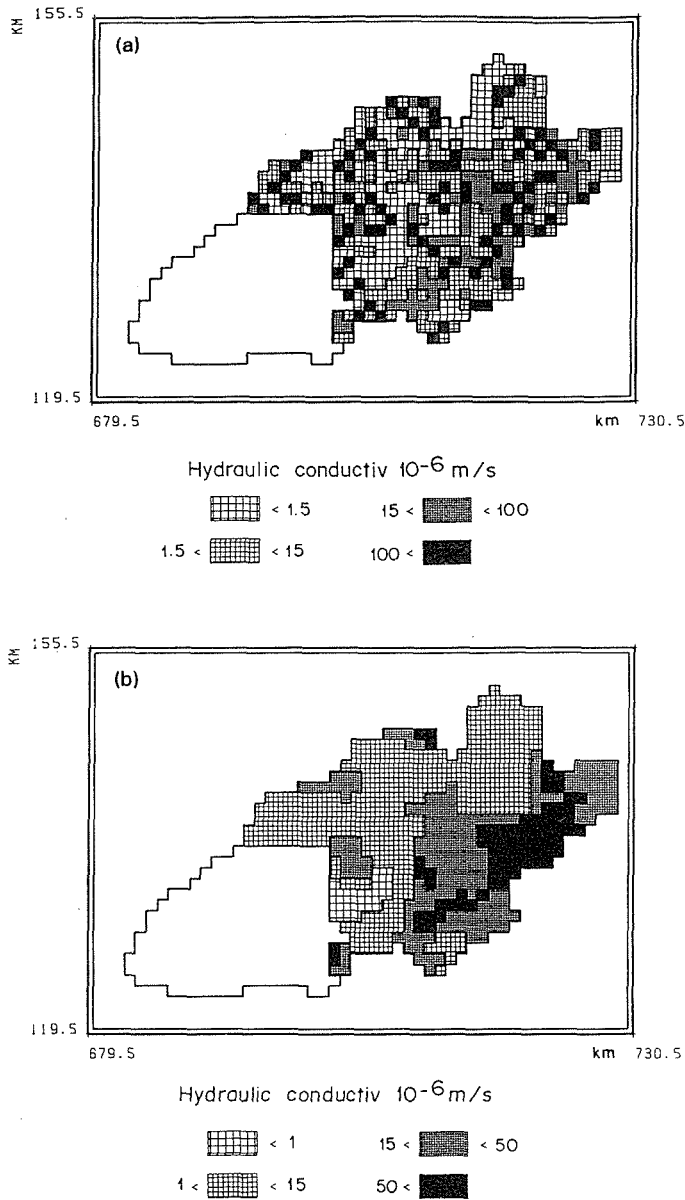 155.5
KM
(a)
119.5
679.5 km 730.5
Hydraulic conductiv 10-6 m/s
< 1.5 15 < < 100
1.5 < < 15 100 <
155.5
KM
(b)
119.5
679.5 km 730.5
Hydraulic conductiv 10-6 m/s
< 1 15 < < 50
1 < < 15 50 <